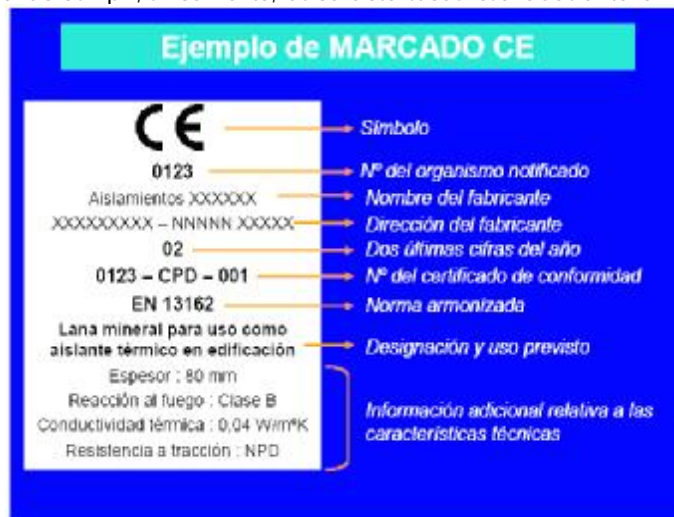 Ejemplo de MARCADO CE
CE
Símbolo
0123
Nº del organismo notificado
Aislamientos XXXXXX
Nombre del fabricante
XXXXXXXXX – NNNNN XXXXX
Dirección del fabricante
02
Dos últimas cifras del año
0123 – CPD – 001
Nº del certificado de conformidad
EN 13162
Norma armonizada
Lana mineral para uso como
aislante térmico en edificación
Designación y uso previsto
Espesor : 80 mm
Reacción al fuego : Clase B
Conductividad térmica : 0,04 W/mºK
Resistencia a tracción : NPD
Información adicional relativa a las
características técnicas